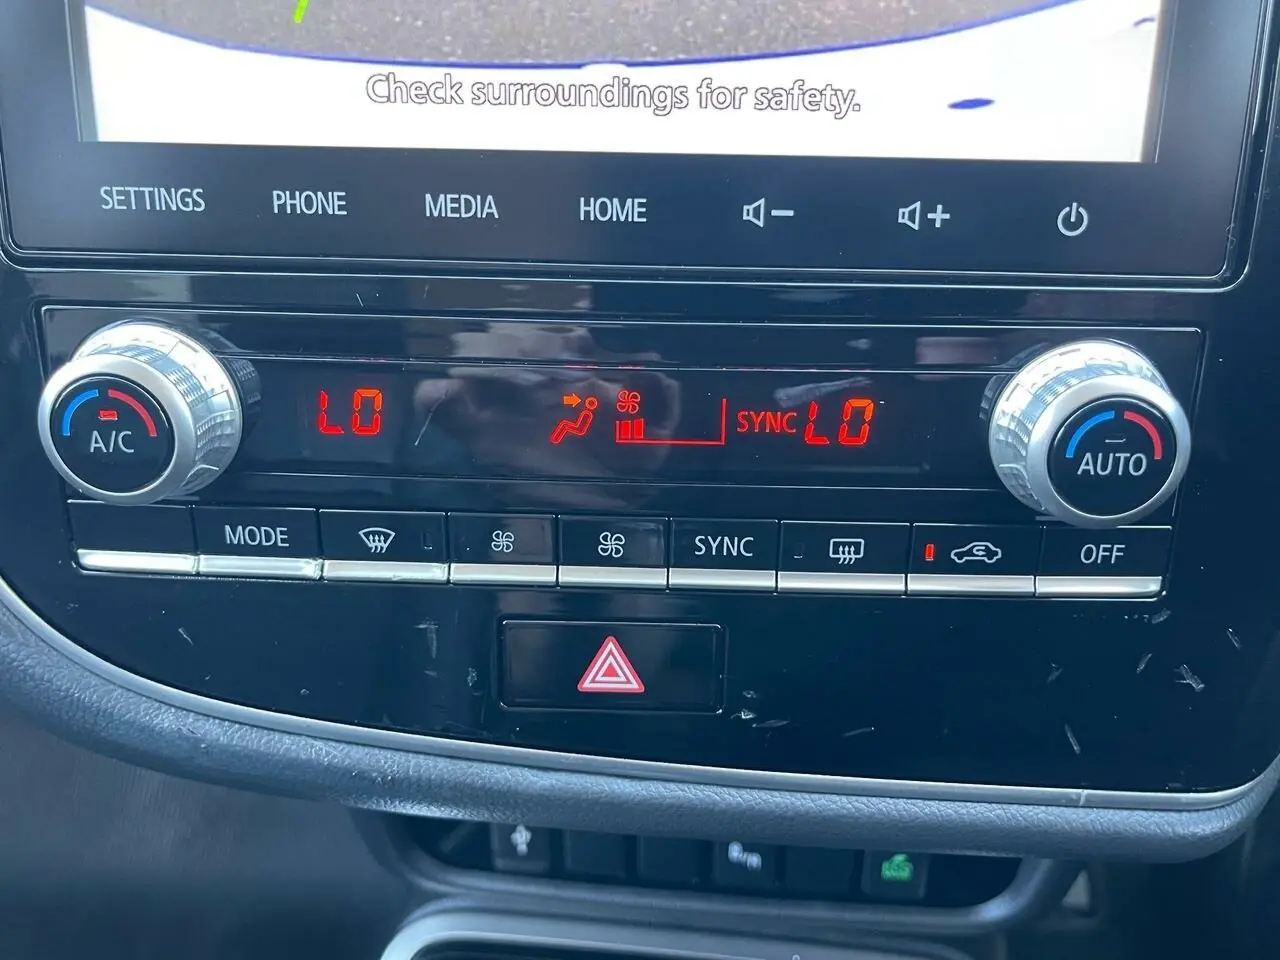 Check surroundings for safety.
SETTINGS PHONE MEDIA HOME
LO SYNC LO
A/C AUTO
MODE SYNC OFF